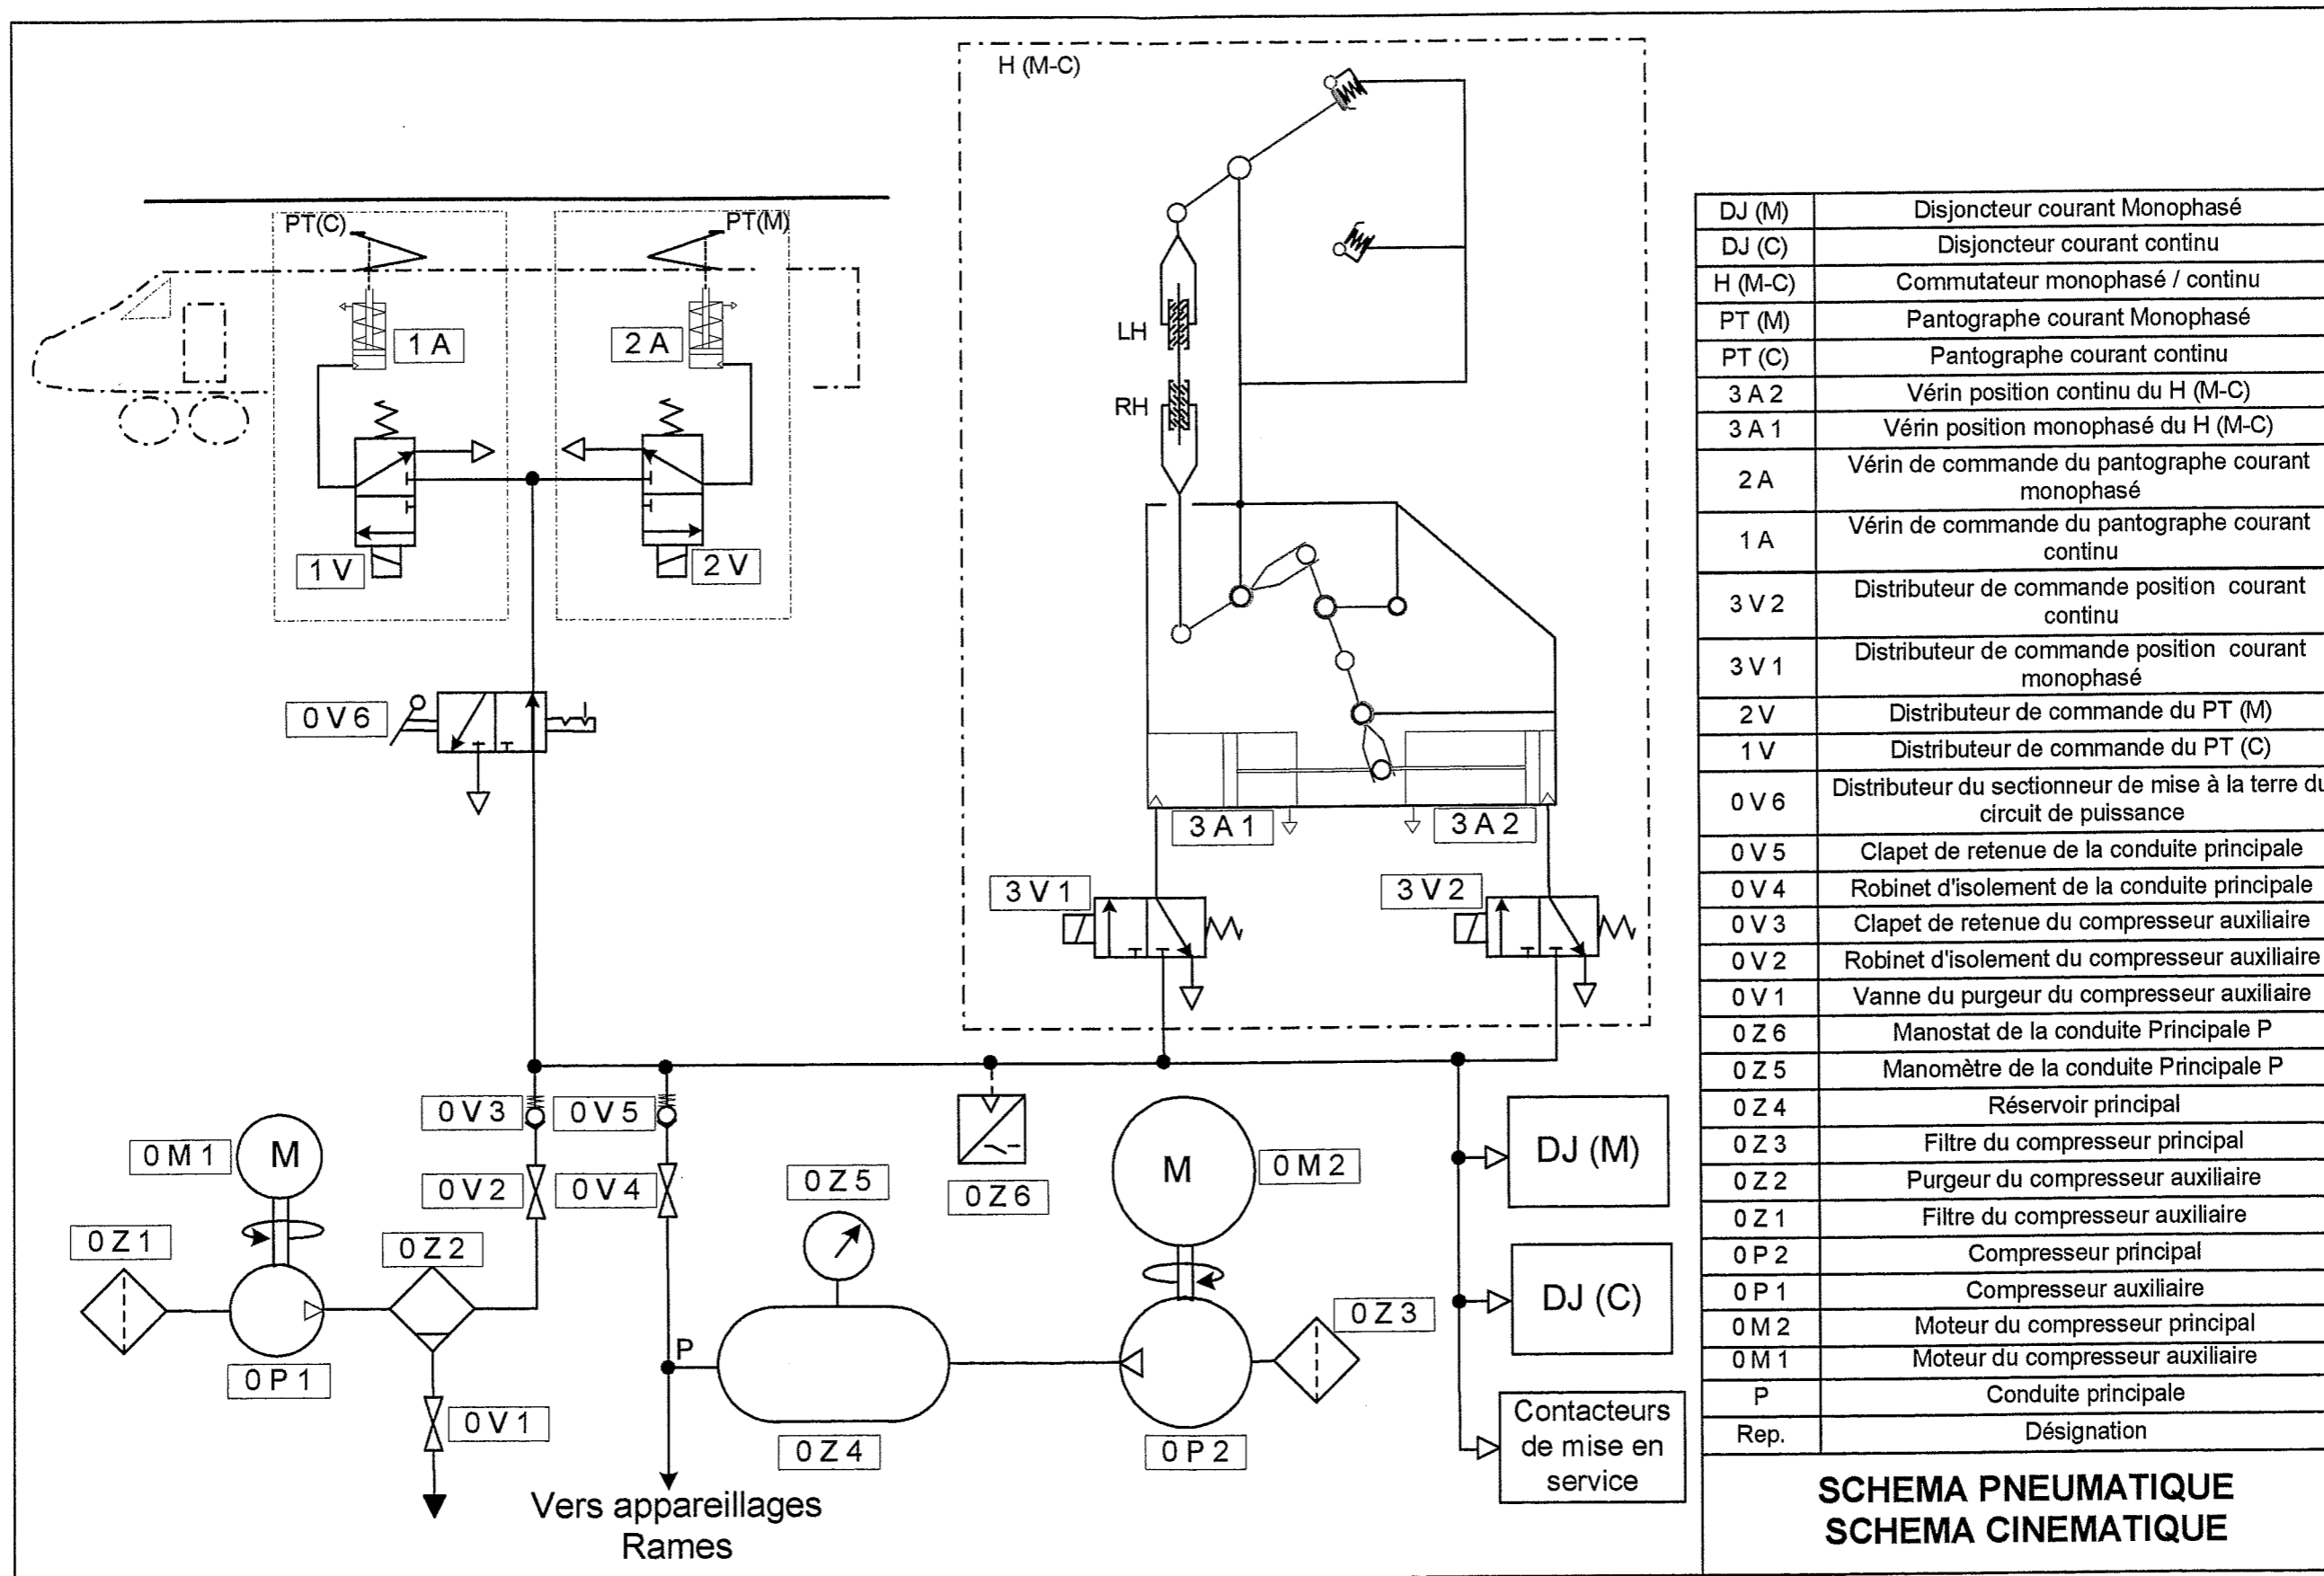 H (M-C)
PT(C)
PT(M)
1 A
2 A
LH
RH
1 V
2 V
0 V 6
3 A 1
3 A 2
3 V 1
3 V 2
0 V 3
0 V 5
0 M 1
M
0 V 2
0 V 4
0 Z 5
0 Z 6
M
0 M 2
DJ (M)
0 Z 1
0 Z 2
0 Z 3
DJ (C)
P
0 P 1
0 V 1
0 Z 4
0 P 2
Contacteurs
de mise en
service
Vers appareillages
Rames
DJ (M) Disjoncteur courant Monophasé
DJ (C) Disjoncteur courant continu
H (M-C) Commutateur monophasé / continu
PT (M) Pantographe courant Monophasé
PT (C) Pantographe courant continu
3 A 2 Vérin position continu du H (M-C)
3 A 1 Vérin position monophasé du H (M-C)
2 A Vérin de commande du pantographe courant
monophasé
1 A Vérin de commande du pantographe courant
continu
3 V 2 Distributeur de commande position courant
continu
3 V 1 Distributeur de commande position courant
monophasé
2 V Distributeur de commande du PT (M)
1 V Distributeur de commande du PT (C)
0 V 6 Distributeur du sectionneur de mise à la terre du
circuit de puissance
0 V 5 Clapet de retenue de la conduite principale
0 V 4 Robinet d'isolement de la conduite principale
0 V 3 Clapet de retenue du compresseur auxiliaire
0 V 2 Robinet d'isolement du compresseur auxiliaire
0 V 1 Vanne du purgeur du compresseur auxiliaire
0 Z 6 Manostat de la conduite Principale P
0 Z 5 Manomètre de la conduite Principale P
0 Z 4 Réservoir principal
0 Z 3 Filtre du compresseur principal
0 Z 2 Purgeur du compresseur auxiliaire
0 Z 1 Filtre du compresseur auxiliaire
0 P 2 Compresseur principal
0 P 1 Compresseur auxiliaire
0 M 2 Moteur du compresseur principal
0 M 1 Moteur du compresseur auxiliaire
P Conduite principale
Rep. Désignation
SCHEMA PNEUMATIQUE
SCHEMA CINEMATIQUE